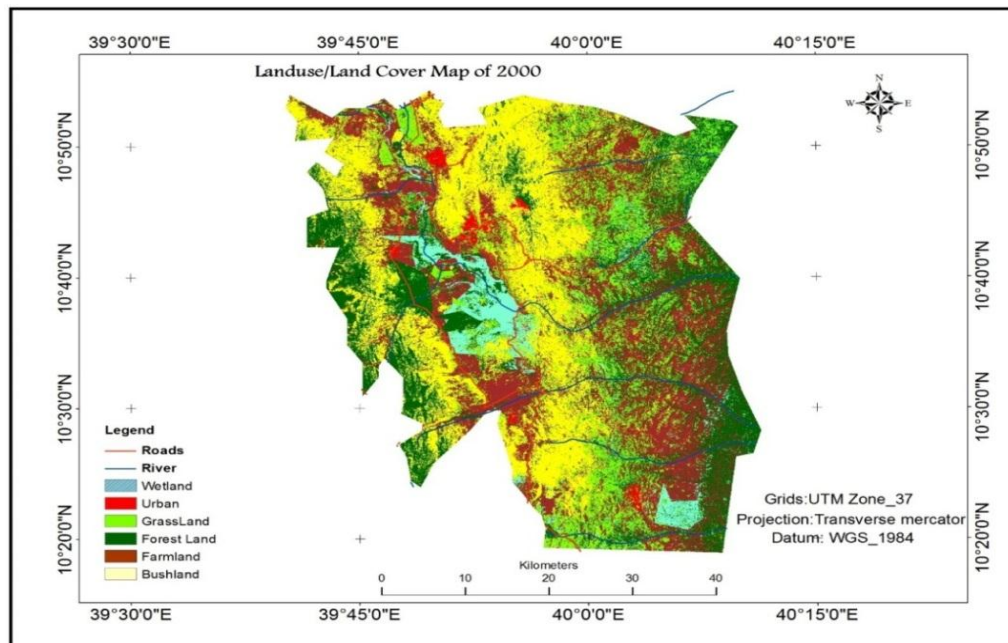 39°30'0"E 39°45'0"E 40°0'0"E 40°15'0"E
Landuse/Land Cover Map of 2000
N
W E
S
10°50'0"N 10°50'0"N
10°40'0"N 10°40'0"N
10°30'0"N 10°30'0"N
Legend
Roads
River
Wetland
Urban
GrassLand
Forest Land
Farmland
Bushland
Grids:UTM Zone_37
Projection:Transverse mercator
Datum: WGS_1984
10°20'0"N 10°20'0"N
Kilometers
0 10 20 30 40
39°30'0"E 39°45'0"E 40°0'0"E 40°15'0"E